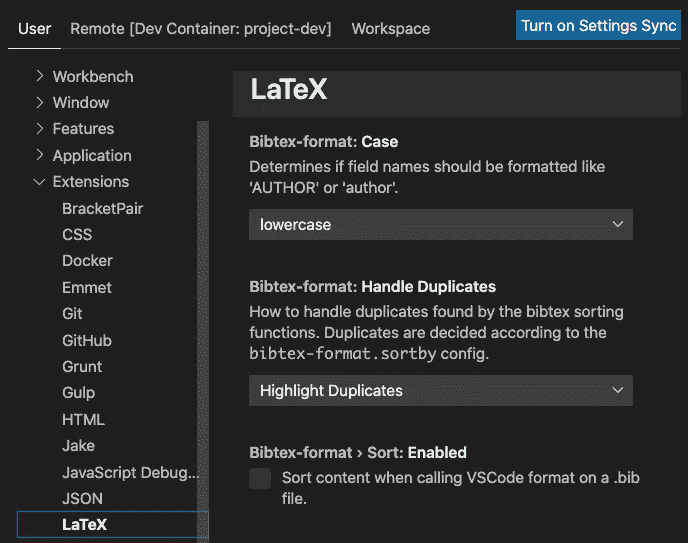 User Remote [Dev Container: project-dev] Workspace Turn on Settings Sync
Workbench
Window
Features
Application
Extensions
BracketPair
CSS
Docker
Emmet
Git
GitHub
Grunt
Gulp
HTML
Jake
JavaScript Debug...
JSON
LaTeX
LaTeX
Bibtex-format: Case
Determines if field names should be formatted like
'AUTHOR' or 'author'.
lowercase
Bibtex-format: Handle Duplicates
How to handle duplicates found by the bibtex sorting
functions. Duplicates are decided according to the
bibtex-format.sortby config.
Highlight Duplicates
Bibtex-format › Sort: Enabled
Sort content when calling VSCode format on a .bib
file.